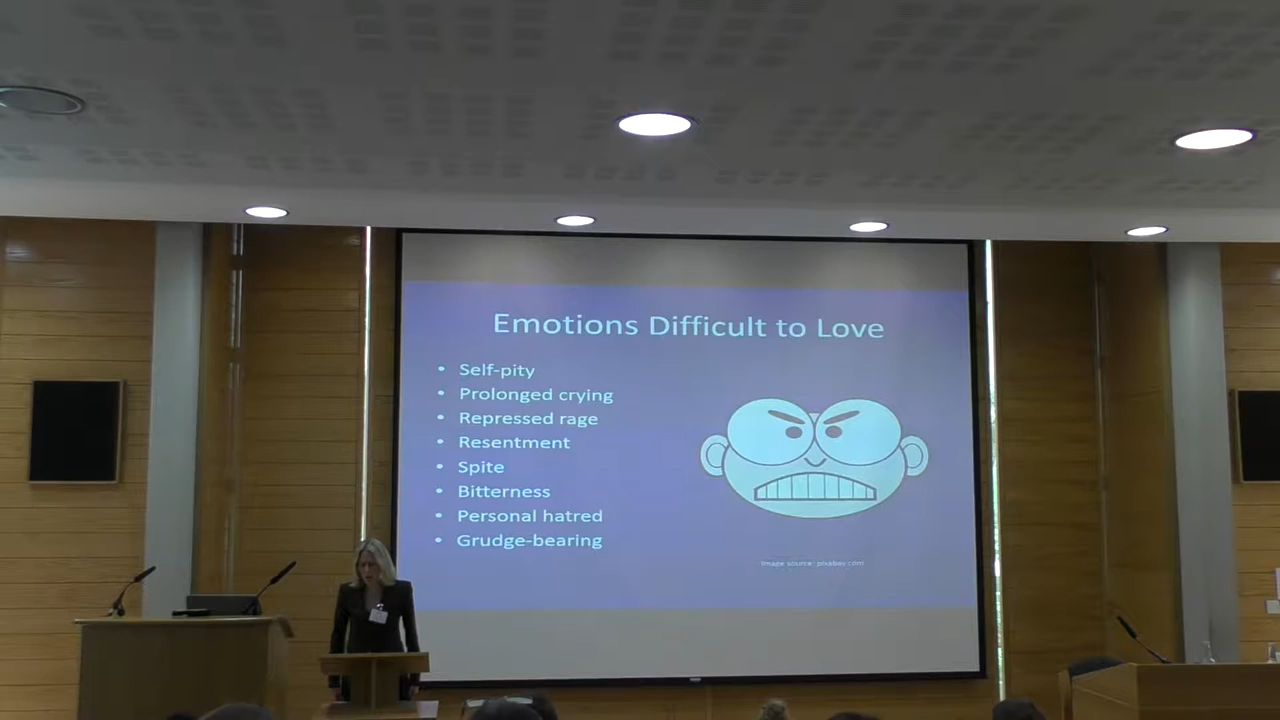 Emotions Difficult to Love
• Self-pity
• Prolonged crying
• Repressed rage
• Resentment
• Spite
• Bitterness
• Personal hatred
• Grudge-bearing
Image source: pixabay.com